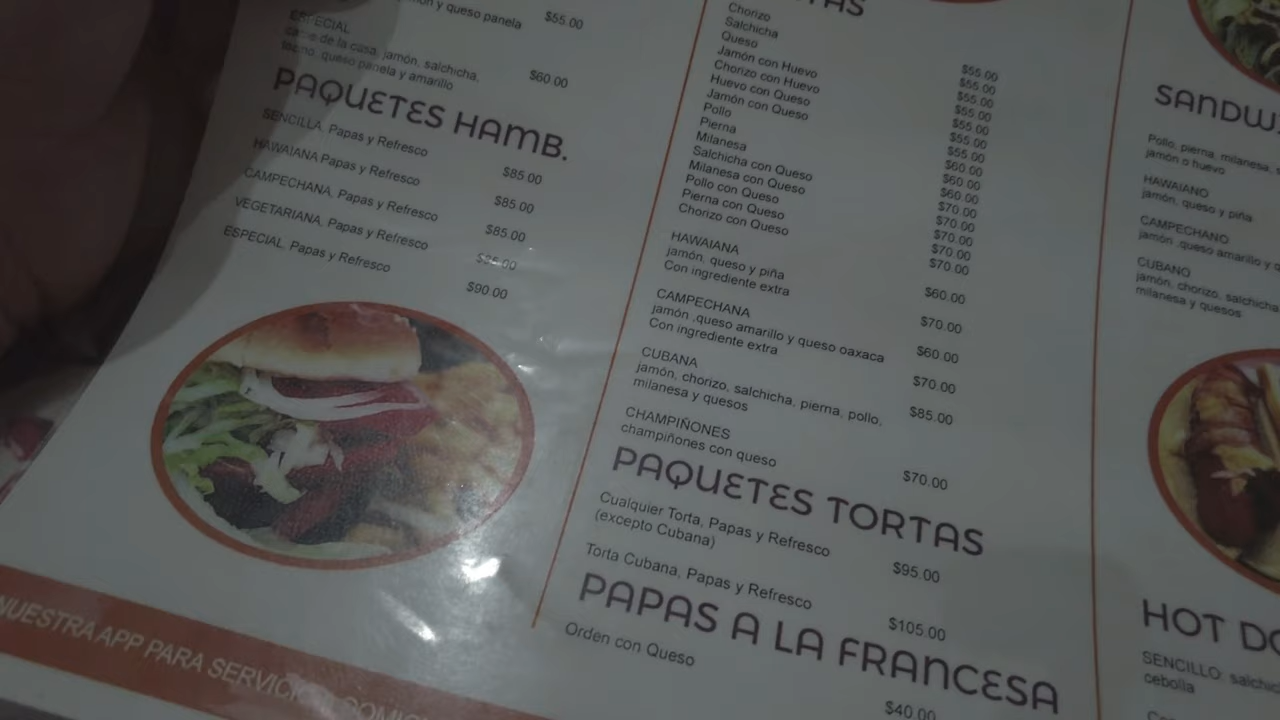 y queso panela $55.00
ESPECIAL
carne de la casa, jamón, salchicha,
tocino, queso panela y amarillo $60.00
PAQUETES HAMB.
SENCILLA, Papas y Refresco $85.00
HAWAIANA Papas y Refresco $85.00
CAMPECHANA, Papas y Refresco $85.00
VEGETARIANA, Papas y Refresco $85.00
ESPECIAL, Papas y Refresco $90.00
NUESTRA APP PARA
Chorizo $55.00
Salchicha $55.00
Queso $55.00
Jamón con Huevo $55.00
Chorizo con Huevo $55.00
Huevo con Queso $55.00
Jamón con Queso $55.00
Pollo $60.00
Pierna $60.00
Milanesa $60.00
Salchicha con Queso $70.00
Milanesa con Queso $70.00
Pollo con Queso $70.00
Pierna con Queso $70.00
Chorizo con Queso $70.00
HAWAIANA
jamón, queso y piña $60.00
Con ingrediente extra $70.00
CAMPECHANA
jamón ,queso amarillo y queso oaxaca $60.00
Con ingrediente extra $70.00
CUBANA
jamón, chorizo, salchicha, pierna, pollo, $85.00
milanesa y quesos
CHAMPIÑONES
champiñones con queso $70.00
PAQUETES TORTAS
Cualquier Torta, Papas y Refresco $95.00
(excepto Cubana)
Torta Cubana, Papas y Refresco $105.00
PAPAS A LA FRANCESA
Orden con Queso $40.00
Pollo, pierna, milanesa,
jamón o huevo
HAWAIANO
jamón, queso y piña
CAMPECHANO
jamón ,queso amarillo y
CUBANO
jamón, chorizo, salchicha
milanesa y quesos
HOT
SENCILLO:
cebolla